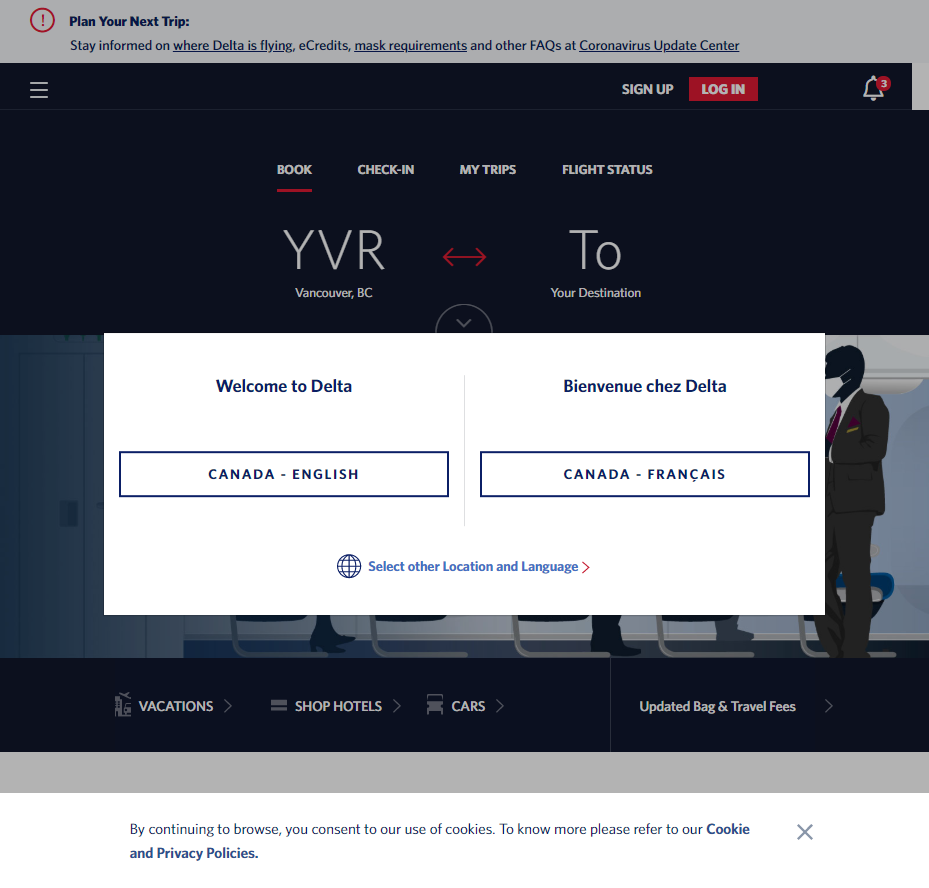 Plan Your Next Trip:
Stay informed on where Delta is flying, eCredits, mask requirements and other FAQs at Coronavirus Update Center
SIGN UP
LOG IN
3
BOOK
CHECK-IN
MY TRIPS
FLIGHT STATUS
YVR
To
Vancouver, BC
Your Destination
Welcome to Delta
Bienvenue chez Delta
CANADA - ENGLISH
CANADA - FRANÇAIS
Select other Location and Language
VACATIONS
SHOP HOTELS
CARS
Updated Bag & Travel Fees
By continuing to browse, you consent to our use of cookies. To know more please refer to our Cookie
and Privacy Policies.